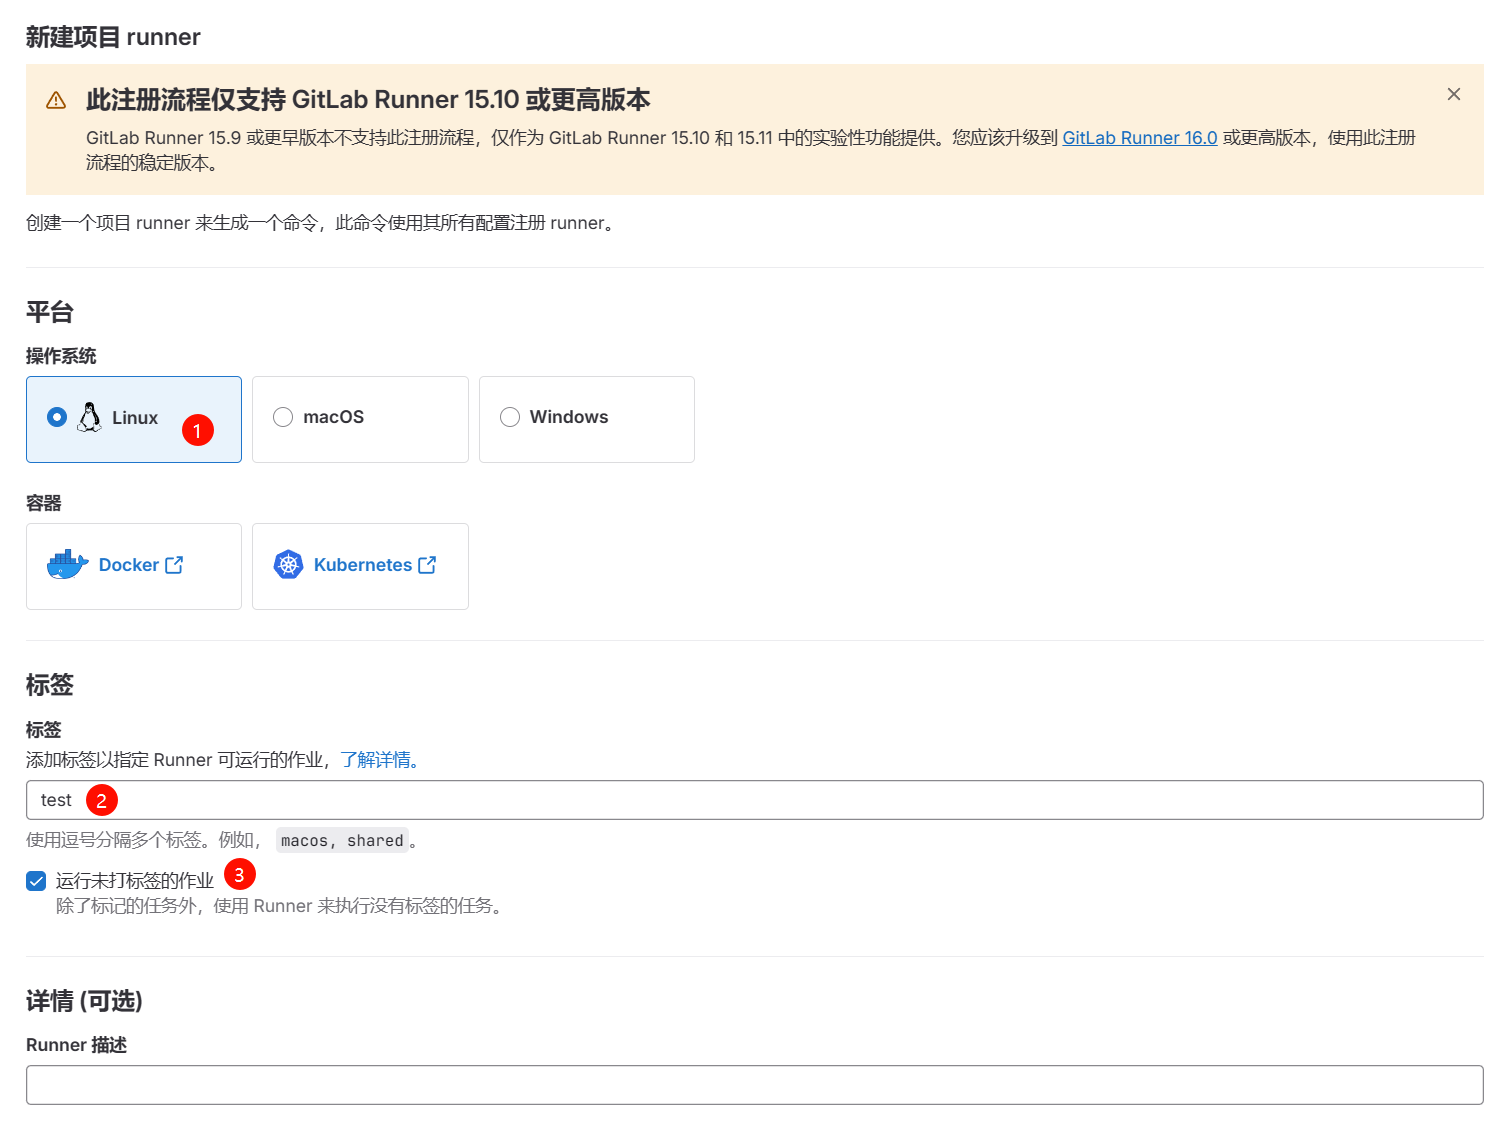 新建项目 runner
此注册流程仅支持 GitLab Runner 15.10 或更高版本
GitLab Runner 15.9 或更早版本不支持此注册流程，仅作为 GitLab Runner 15.10 和 15.11 中的实验性功能提供。您应该升级到 GitLab Runner 16.0 或更高版本，使用此注册
流程的稳定版本。
创建一个项目 runner 来生成一个命令，此命令使用其所有配置注册 runner。
平台
操作系统
Linux 1 macOS Windows
容器
Docker Kubernetes
标签
标签
添加标签以指定 Runner 可运行的作业，了解详情。
test 2
使用逗号分隔多个标签。例如， macos, shared 。
运行未打标签的作业 3
除了标记的任务外，使用 Runner 来执行没有标签的任务。
详情 (可选)
Runner 描述